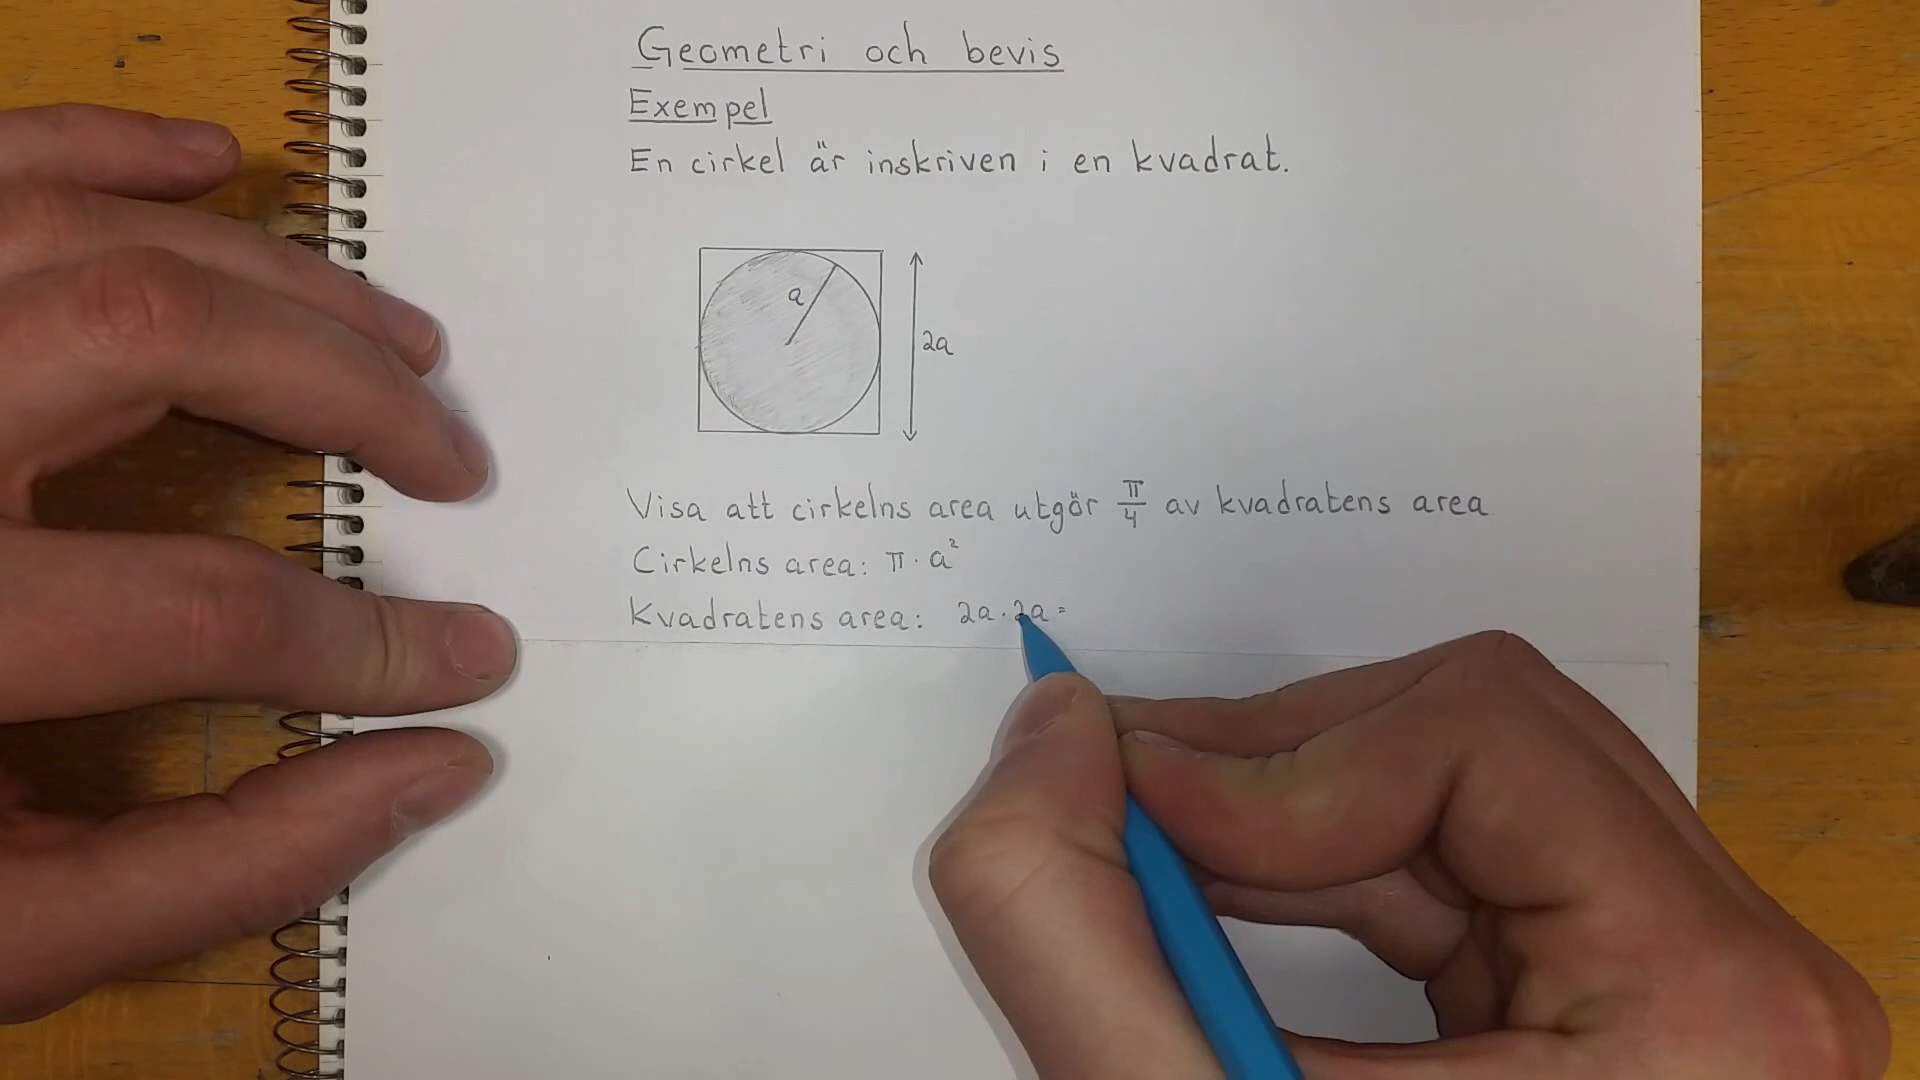 Geometri och bevis
Exempel
En cirkel är inskriven i en kvadrat.
a
2a
Visa att cirkelns area utgör π/4 av kvadratens area
Cirkelns area: π · a²
Kvadratens area: 2a · 2a =